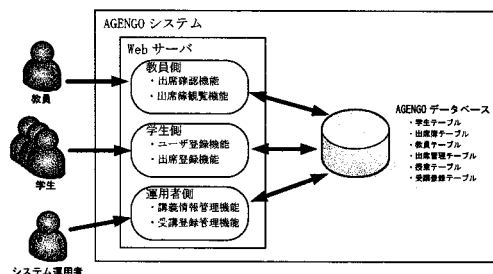 AGENGO システム
Web サーバ
教員側
・出席確認機能
・出席簿観覧機能
教員
学生側
・ユーザ登録機能
・出席登録機能
学生
運用者側
・講義情報管理機能
・受講登録管理機能
システム運用者
AGENGO データベース
・学生テーブル
・出席簿テーブル
・教員テーブル
・出席管理テーブル
・授業テーブル
・受講登録テーブル